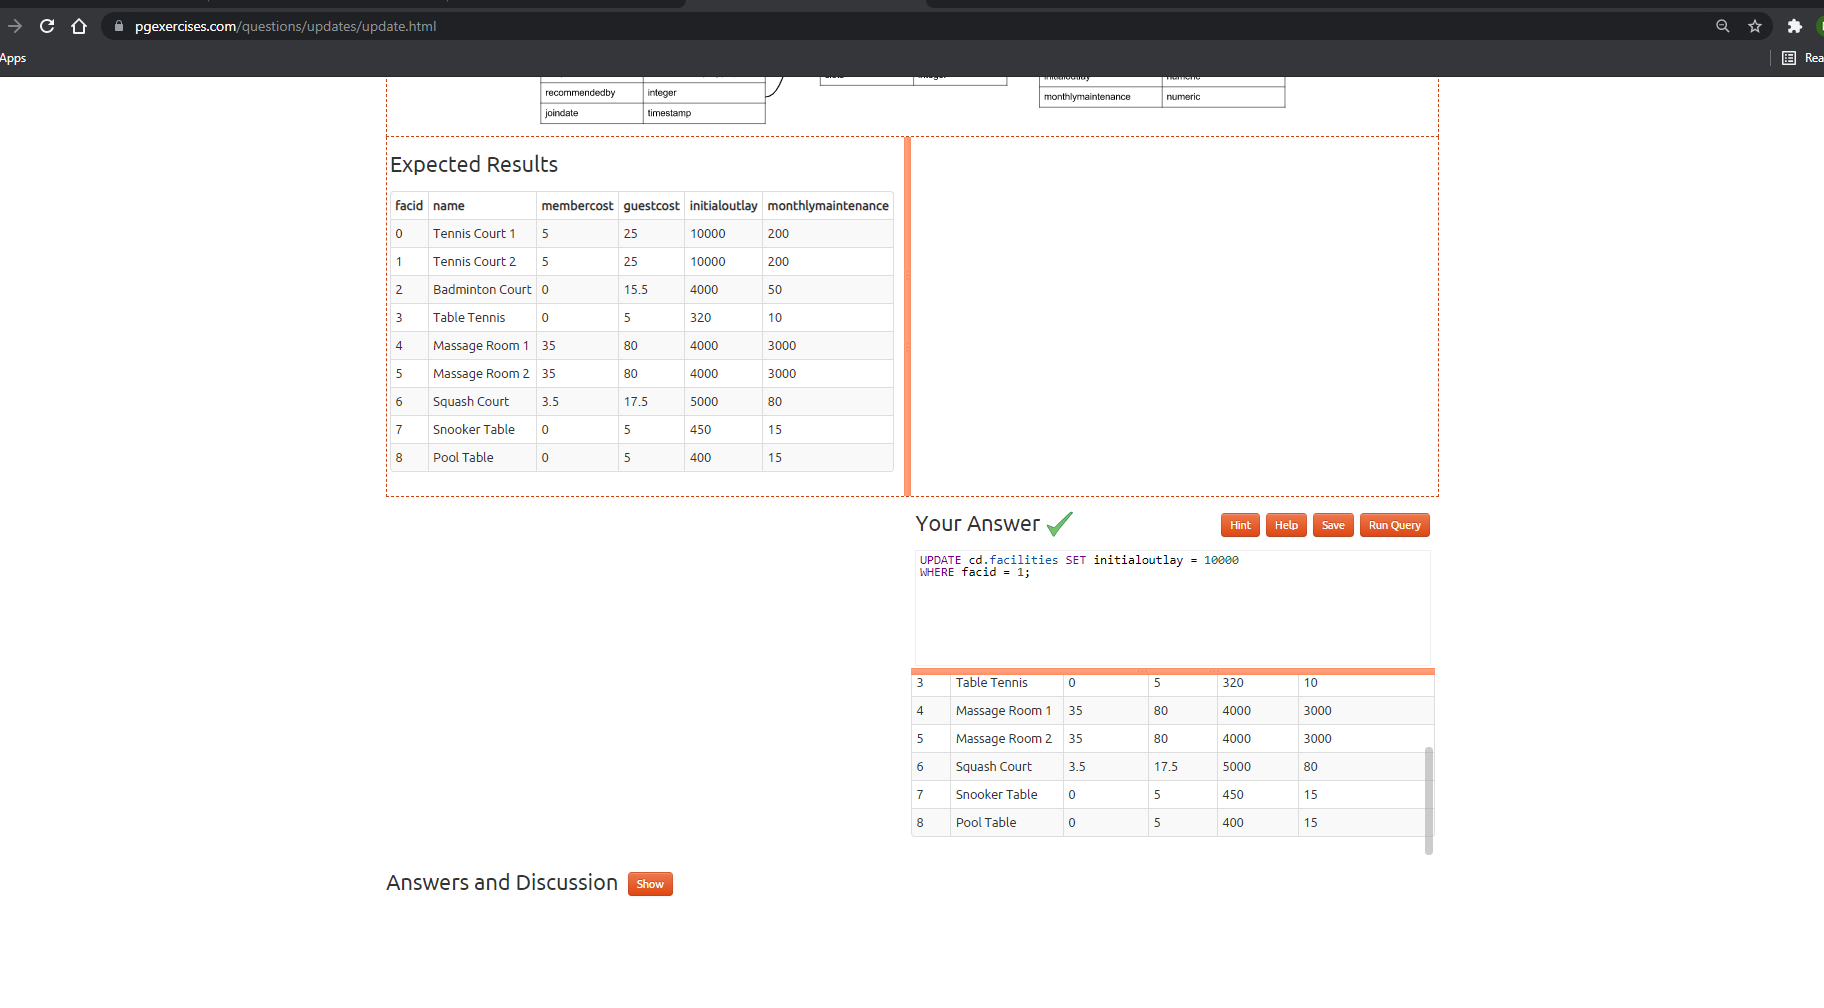 pgexercises.com/questions/updates/update.html
Apps
Rea
recommendedby integer
joindate timestamp
monthlymaintenance numeric
Expected Results
facid name membercost guestcost initialoutlay monthlymaintenance
0 Tennis Court 1 5 25 10000 200
1 Tennis Court 2 5 25 10000 200
2 Badminton Court 0 15.5 4000 50
3 Table Tennis 0 5 320 10
4 Massage Room 1 35 80 4000 3000
5 Massage Room 2 35 80 4000 3000
6 Squash Court 3.5 17.5 5000 80
7 Snooker Table 0 5 450 15
8 Pool Table 0 5 400 15
Your Answer Hint Help Save Run Query
UPDATE cd.facilities SET initialoutlay = 10000
WHERE facid = 1;
3 Table Tennis 0 5 320 10
4 Massage Room 1 35 80 4000 3000
5 Massage Room 2 35 80 4000 3000
6 Squash Court 3.5 17.5 5000 80
7 Snooker Table 0 5 450 15
8 Pool Table 0 5 400 15
Answers and Discussion Show